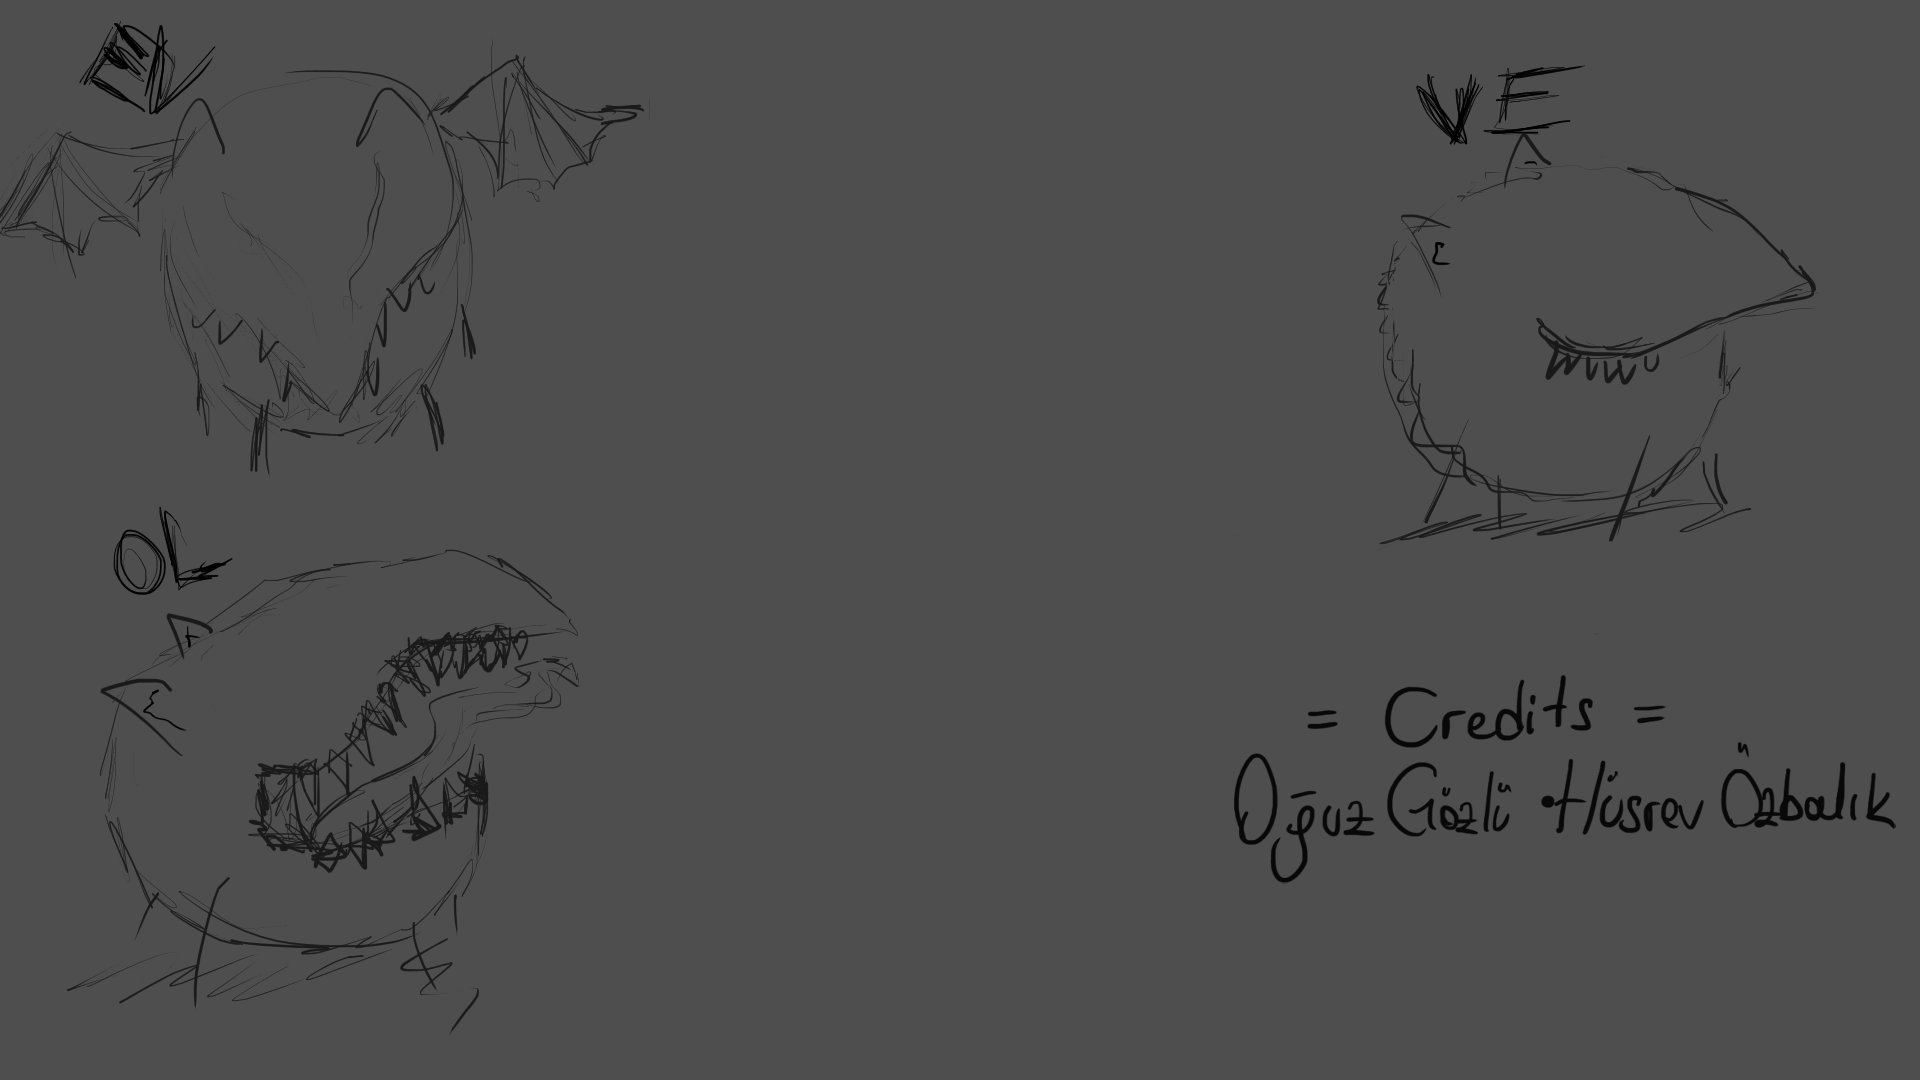 EV
OL
VE
= Credits =
Oğuz Gözlü • Hüsrev Özbalık